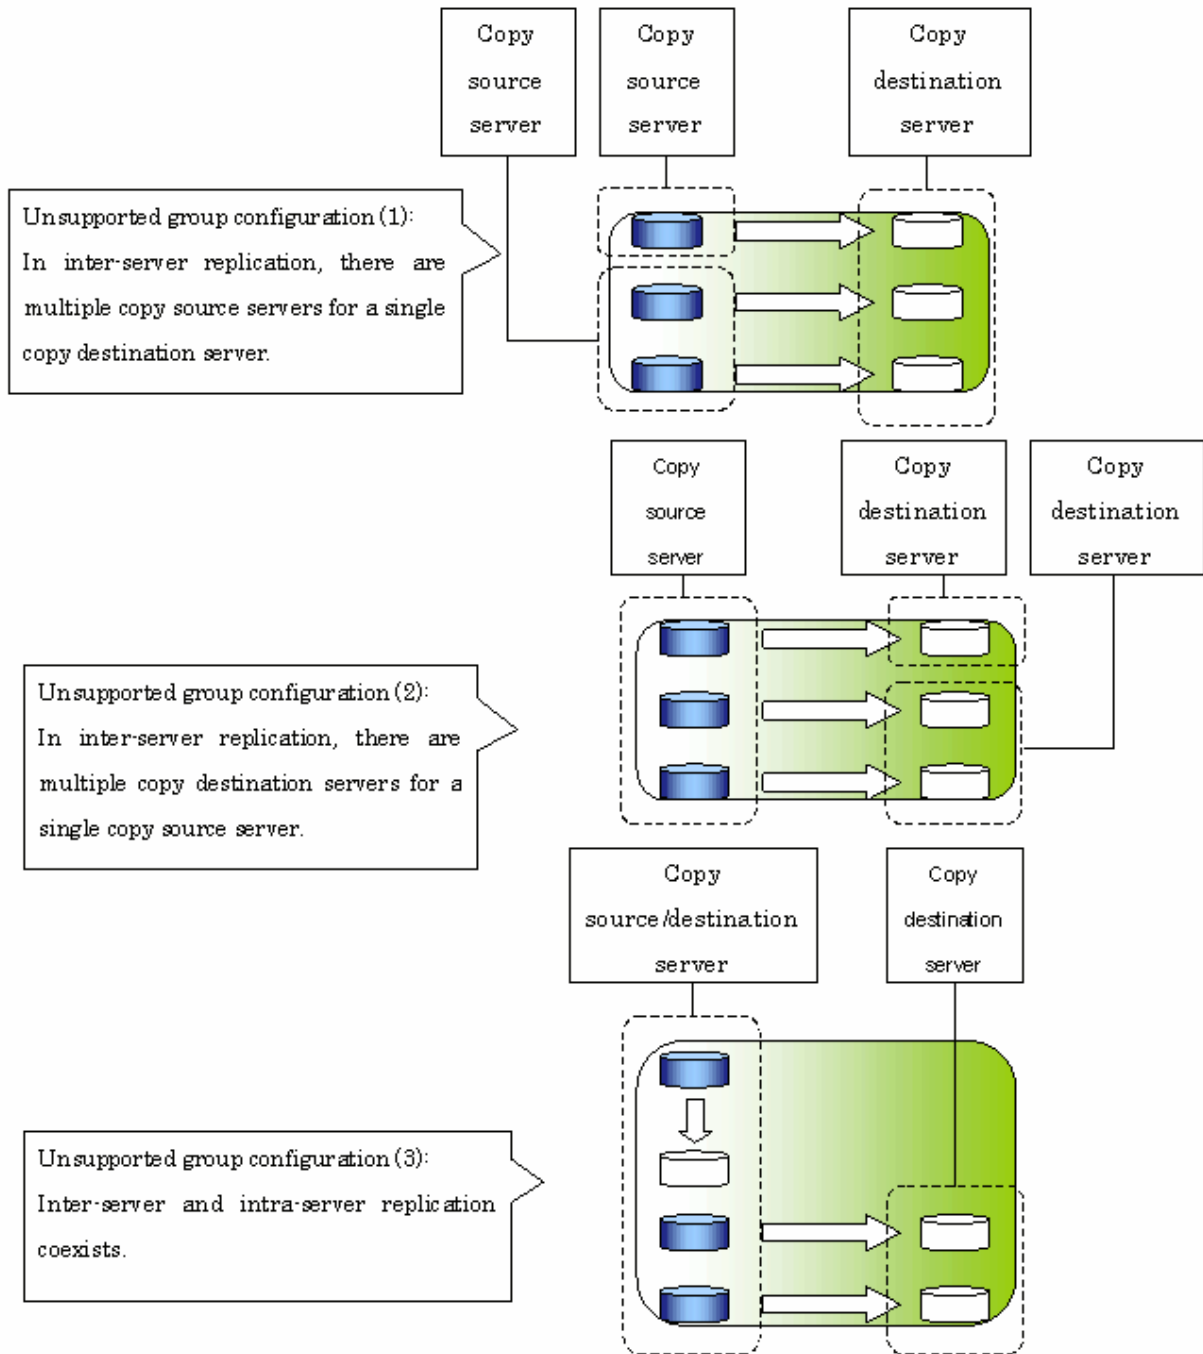 Copy
source
server
Copy
source
server
Copy
destination
server
Unsupported group configuration (1):
In inter-server replication, there are
multiple copy source servers for a single
copy destination server.
Copy
source
server
Copy
destination
server
Copy
destination
server
Unsupported group configuration (2):
In inter-server replication, there are
multiple copy destination servers for a
single copy source server.
Copy
source/destination
server
Copy
destination
server
Unsupported group configuration (3):
Inter-server and intra-server replication
coexists.